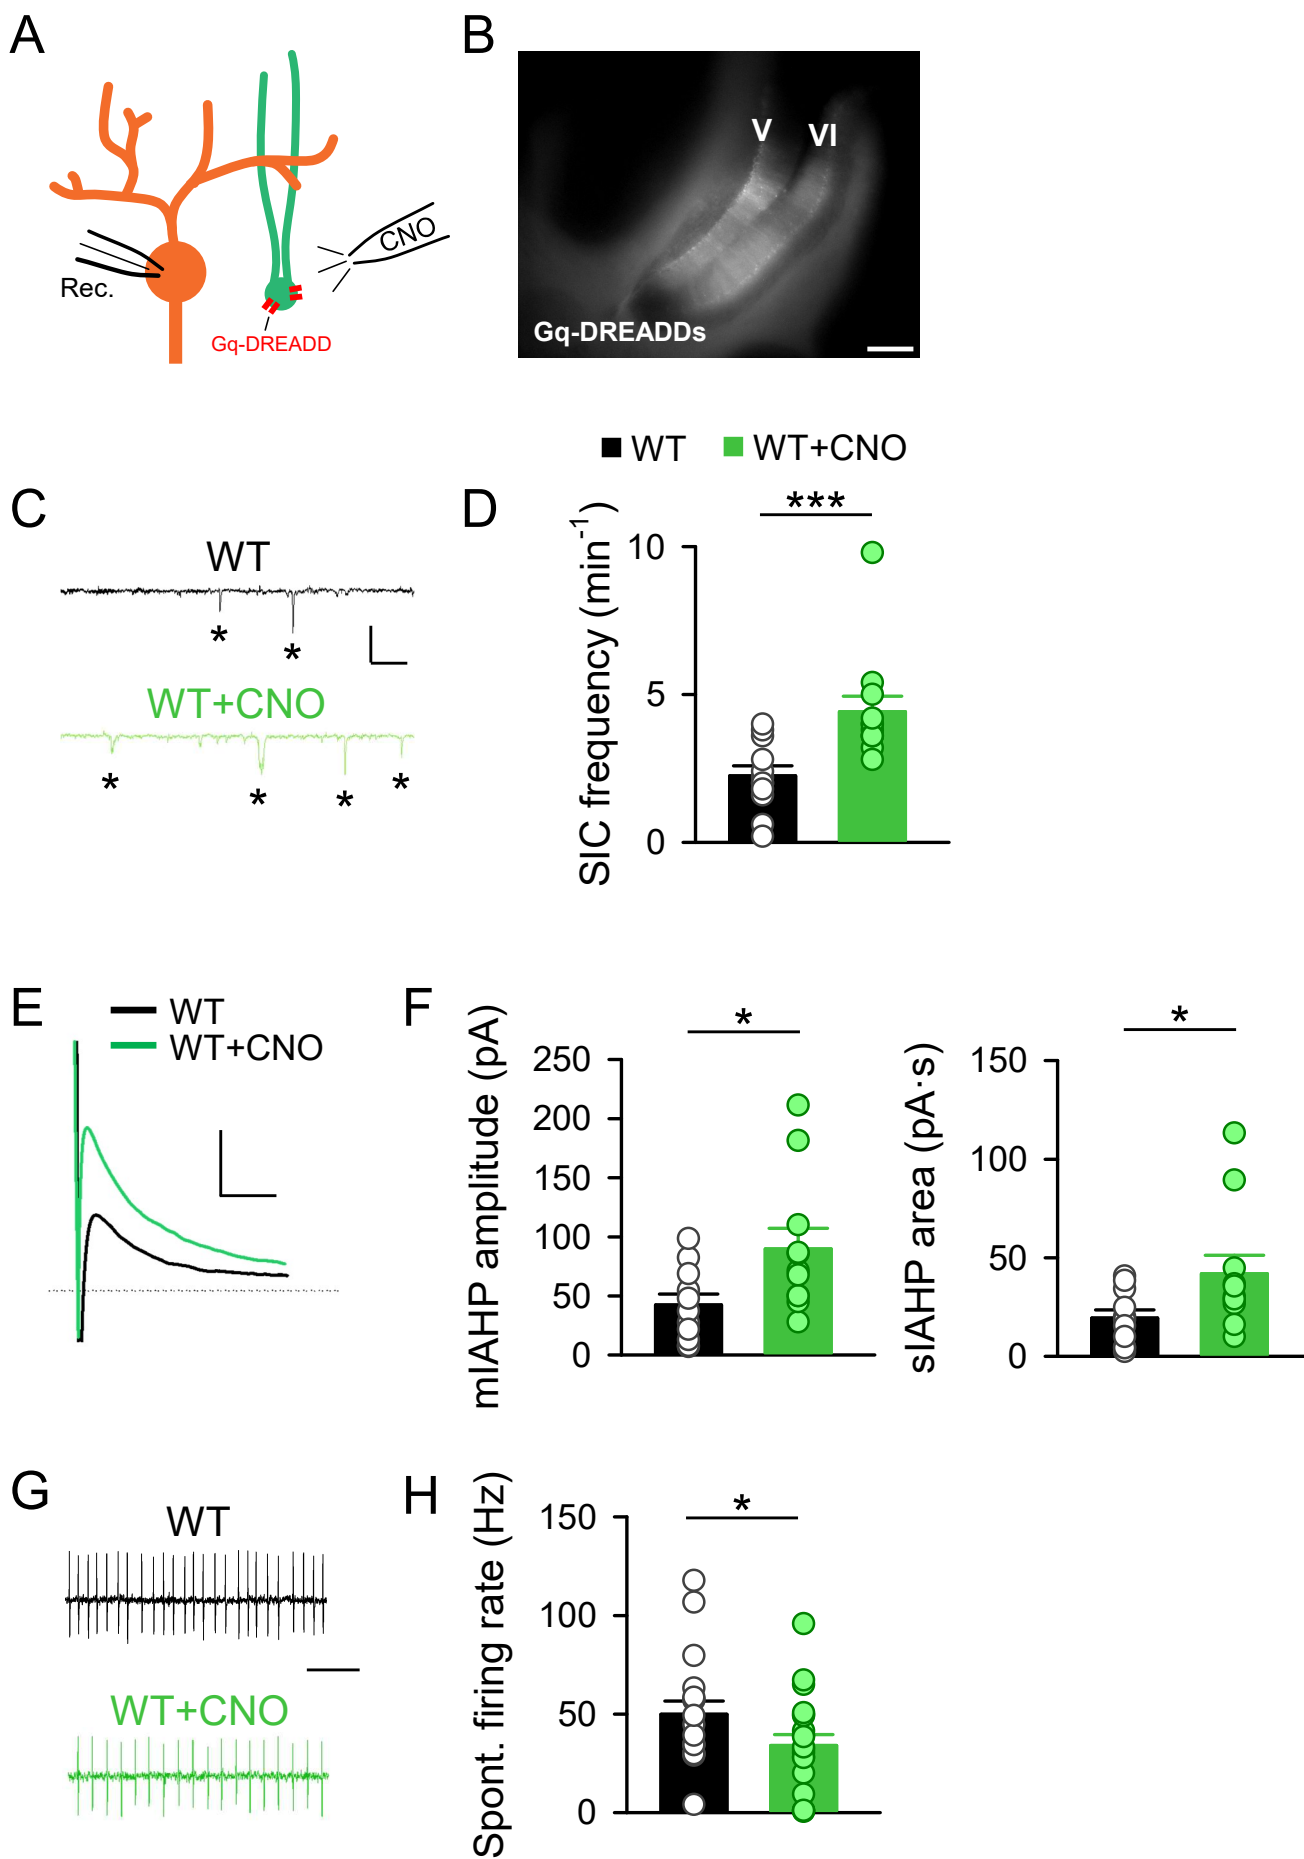 A
B
Rec.
CNO
Gq-DREADD
V
VI
Gq-DREADDs
WT
WT+CNO
C
WT
*
*
WT+CNO
*
*
*
*
D
***
SIC frequency (min⁻¹)
10
5
0
E
WT
WT+CNO
F
*
mIAHP amplitude (pA)
250
200
150
100
50
0
*
sIAHP area (pA·s)
150
100
50
0
G
WT
WT+CNO
H
*
Spont. firing rate (Hz)
150
100
50
0